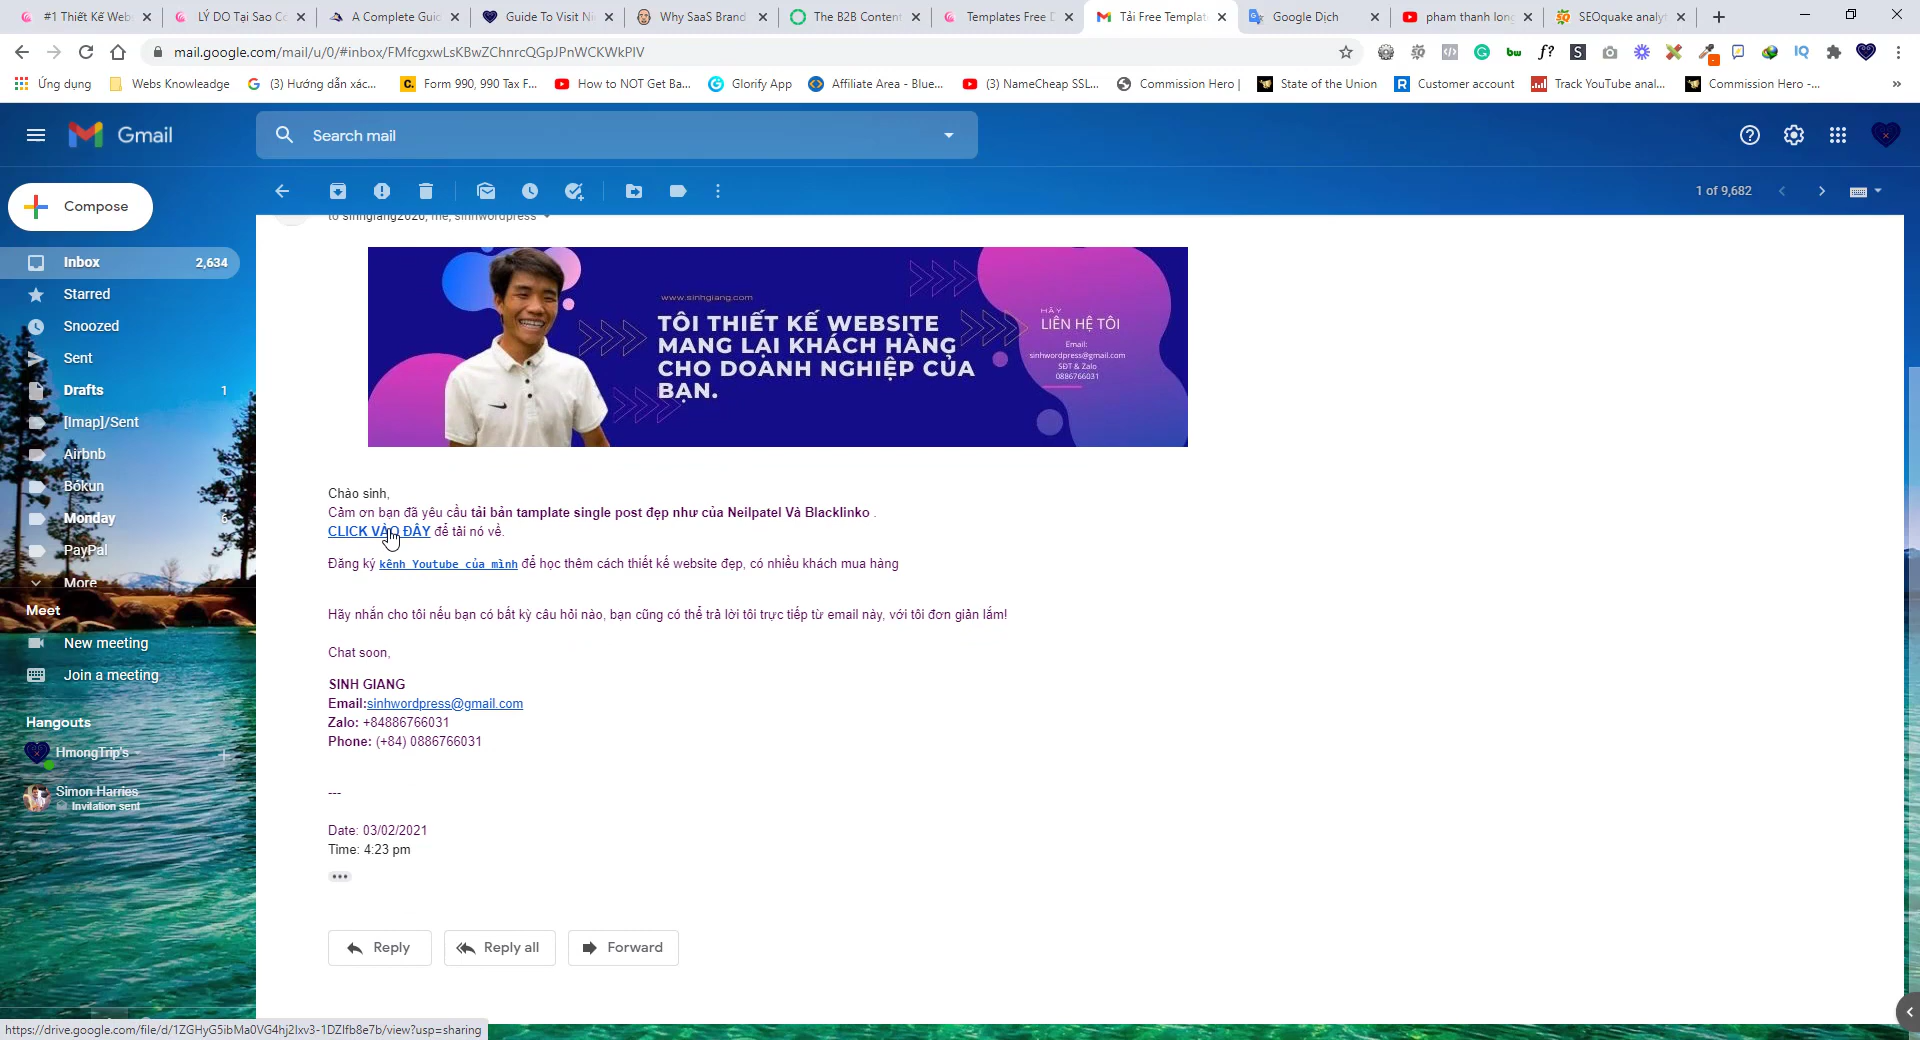 #1 Thiết Kế Web
LÝ DO Tại Sao C
A Complete Guid
Guide To Visit Ni
Why SaaS Brand
The B2B Content
Templates Free D
Tải Free Templat
Google Dịch
pham thanh long
SEOquake analy
mail.google.com/mail/u/0/#inbox/FMfcgxwLsKBwZChnrcQGpJPnWCKWkPlV
Ứng dụng
Webs Knowleadge
(3) Hướng dẫn xác...
Form 990, 990 Tax F...
How to NOT Get Ba...
Glorify App
Affiliate Area - Blue...
(3) NameCheap SSL...
Commission Hero |
State of the Union
Customer account
Track YouTube anal...
Commission Hero -...
Gmail
Search mail
Compose
1 of 9,682
Inbox 2,634
Starred
Snoozed
Sent
Drafts 1
[Imap]/Sent
Airbnb
Bókun
Monday 6
PayPal
More
Meet
New meeting
Join a meeting
Hangouts
HmongTrip's
Simon Harries
Invitation sent
to sinhgiang2020, me, sinhwordpress
www.sinhgiang.com
TÔI THIẾT KẾ WEBSITE
MANG LẠI KHÁCH HÀNG
CHO DOANH NGHIỆP CỦA
BẠN.
HÃY
LIÊN HỆ TÔI
Email:
sinhwordpress@gmail.com
SĐT & Zalo
0886766031
Chào sinh,
Cảm ơn bạn đã yêu cầu tải bản tamplate single post đẹp như của Neilpatel Và Blacklinko .
CLICK VÀO ĐÂY để tải nó về.
Đăng ký kênh Youtube của mình để học thêm cách thiết kế website đẹp, có nhiều khách mua hàng
Hãy nhắn cho tôi nếu bạn có bất kỳ câu hỏi nào, bạn cũng có thể trả lời tôi trực tiếp từ email này, với tôi đơn giản lắm!
Chat soon,
SINH GIANG
Email:sinhwordpress@gmail.com
Zalo: +84886766031
Phone: (+84) 0886766031
---
Date: 03/02/2021
Time: 4:23 pm
Reply
Reply all
Forward
https://drive.google.com/file/d/1ZGHyG5ibMa0VG4hj2Ixv3-1DZIfb8e7b/view?usp=sharing